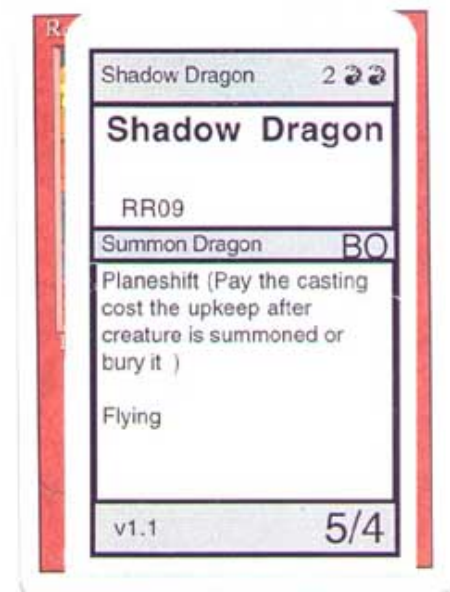 Shadow Dragon 2
Shadow Dragon
RR09
Summon Dragon BO
Planeshift (Pay the casting
cost the upkeep after
creature is summoned or
bury it )
Flying
v1.1 5/4